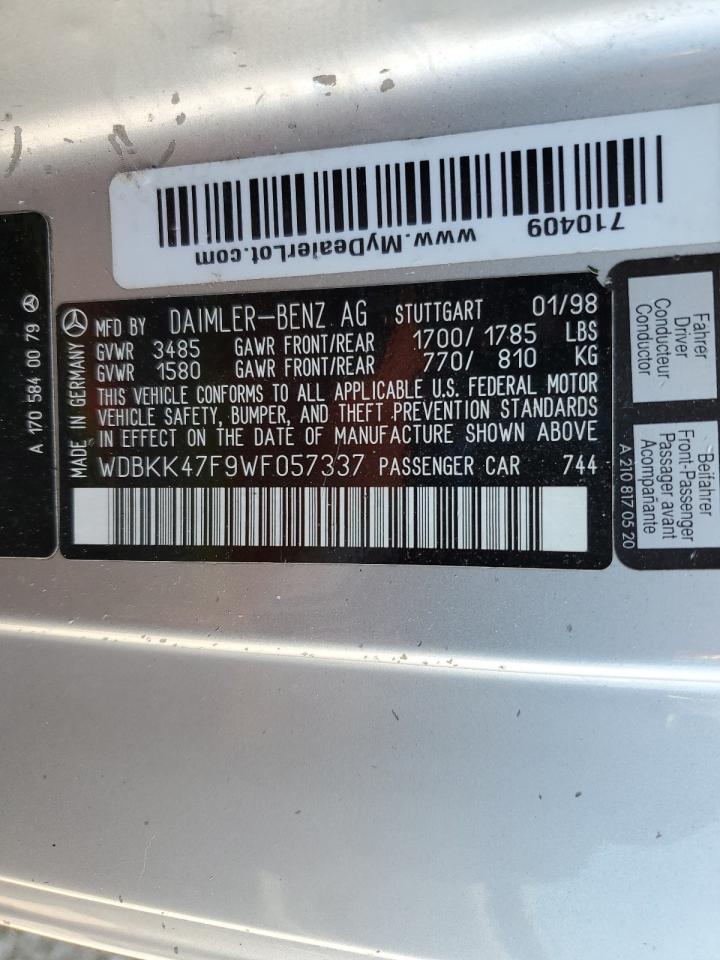 710409
www.MyDealerLot.com
A 170 584 00 79
MADE IN GERMANY
MFD BY DAIMLER-BENZ AG STUTTGART 01/98
GVWR 3485 GAWR FRONT/REAR 1700/ 1785 LBS
GVWR 1580 GAWR FRONT/REAR 770/ 810 KG
THIS VEHICLE CONFORMS TO ALL APPLICABLE U.S. FEDERAL MOTOR
VEHICLE SAFETY, BUMPER, AND THEFT PREVENTION STANDARDS
IN EFFECT ON THE DATE OF MANUFACTURE SHOWN ABOVE
WDBKK47F9WF057337 PASSENGER CAR 744
Fahrer
Driver
Conducteur
Conductor
Beifahrer
Front-Passenger
Passager avant
Acompañante
A 210 817 05 20